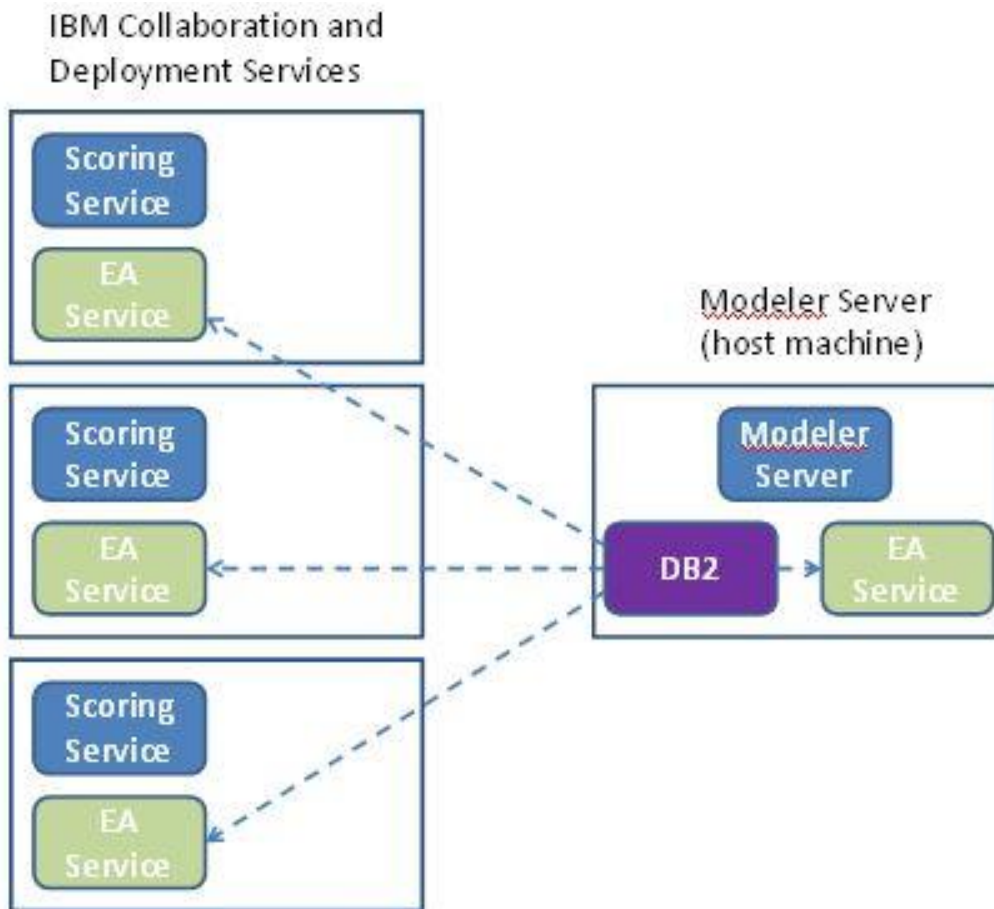 IBM Collaboration and
Deployment Services
Scoring
Service
EA
Service
Scoring
Service
EA
Service
Scoring
Service
EA
Service
Modeler Server
(host machine)
Modeler
Server
DB2
EA
Service